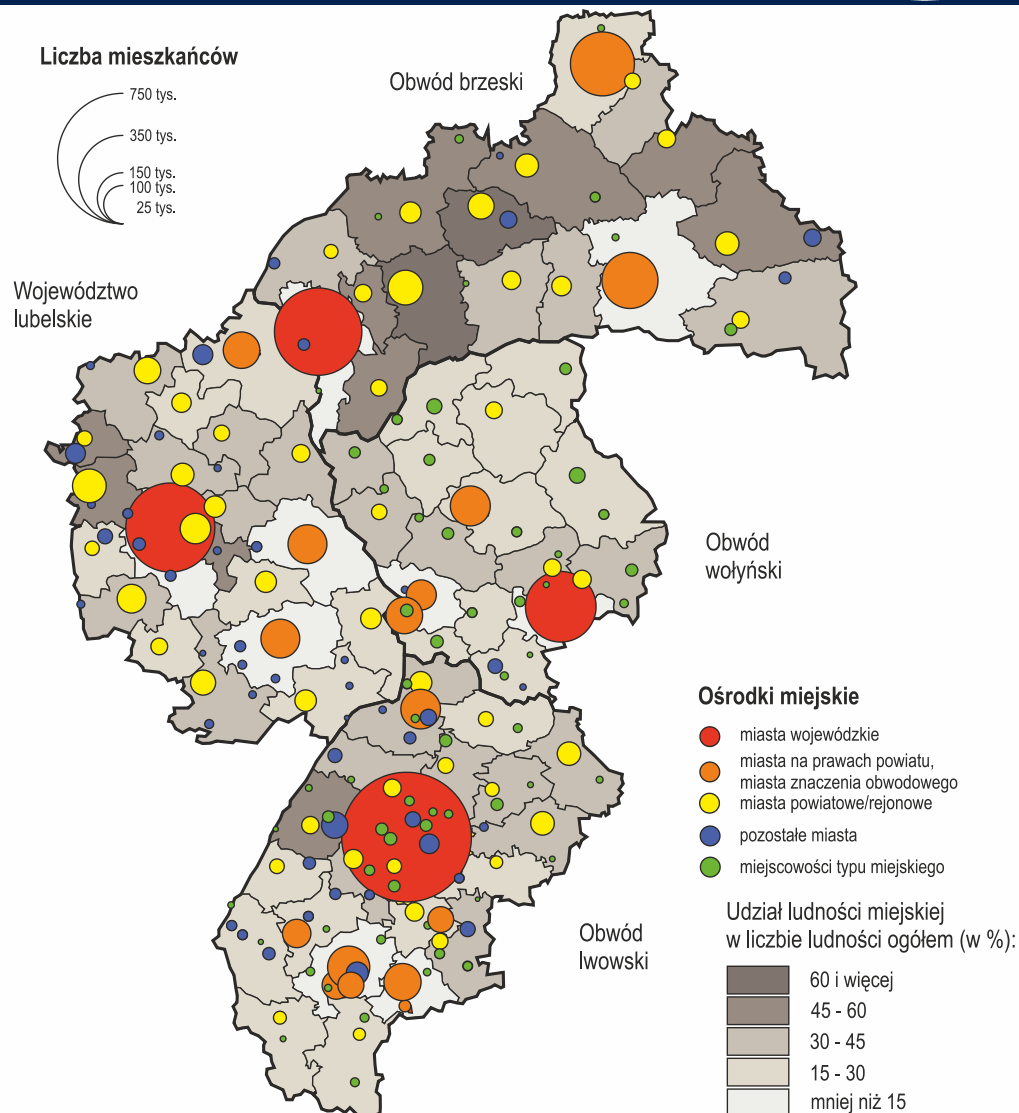 Liczba mieszkańców
750 tys.
350 tys.
150 tys.
100 tys.
25 tys.
Obwód brzeski
Województwo
lubelskie
Obwód
wołyński
Obwód
lwowski
Ośrodki miejskie
miasta wojewódzkie
miasta na prawach powiatu,
miasta znaczenia obwodowego
miasta powiatowe/rejonowe
pozostałe miasta
miejscowości typu miejskiego
Udział ludności miejskiej
w liczbie ludności ogółem (w %):
60 i więcej
45 - 60
30 - 45
15 - 30
mniej niż 15